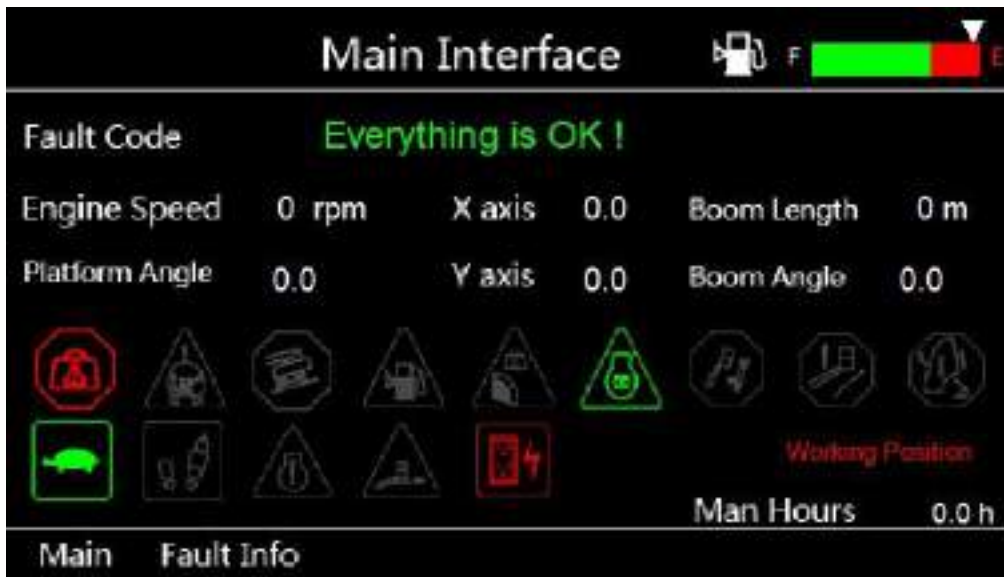 Main Interface F E
Fault Code Everything is OK !
Engine Speed 0 rpm X axis 0.0 Boom Length 0 m
Platform Angle 0.0 Y axis 0.0 Boom Angle 0.0
Working Position
Man Hours 0.0 h
Main Fault Info